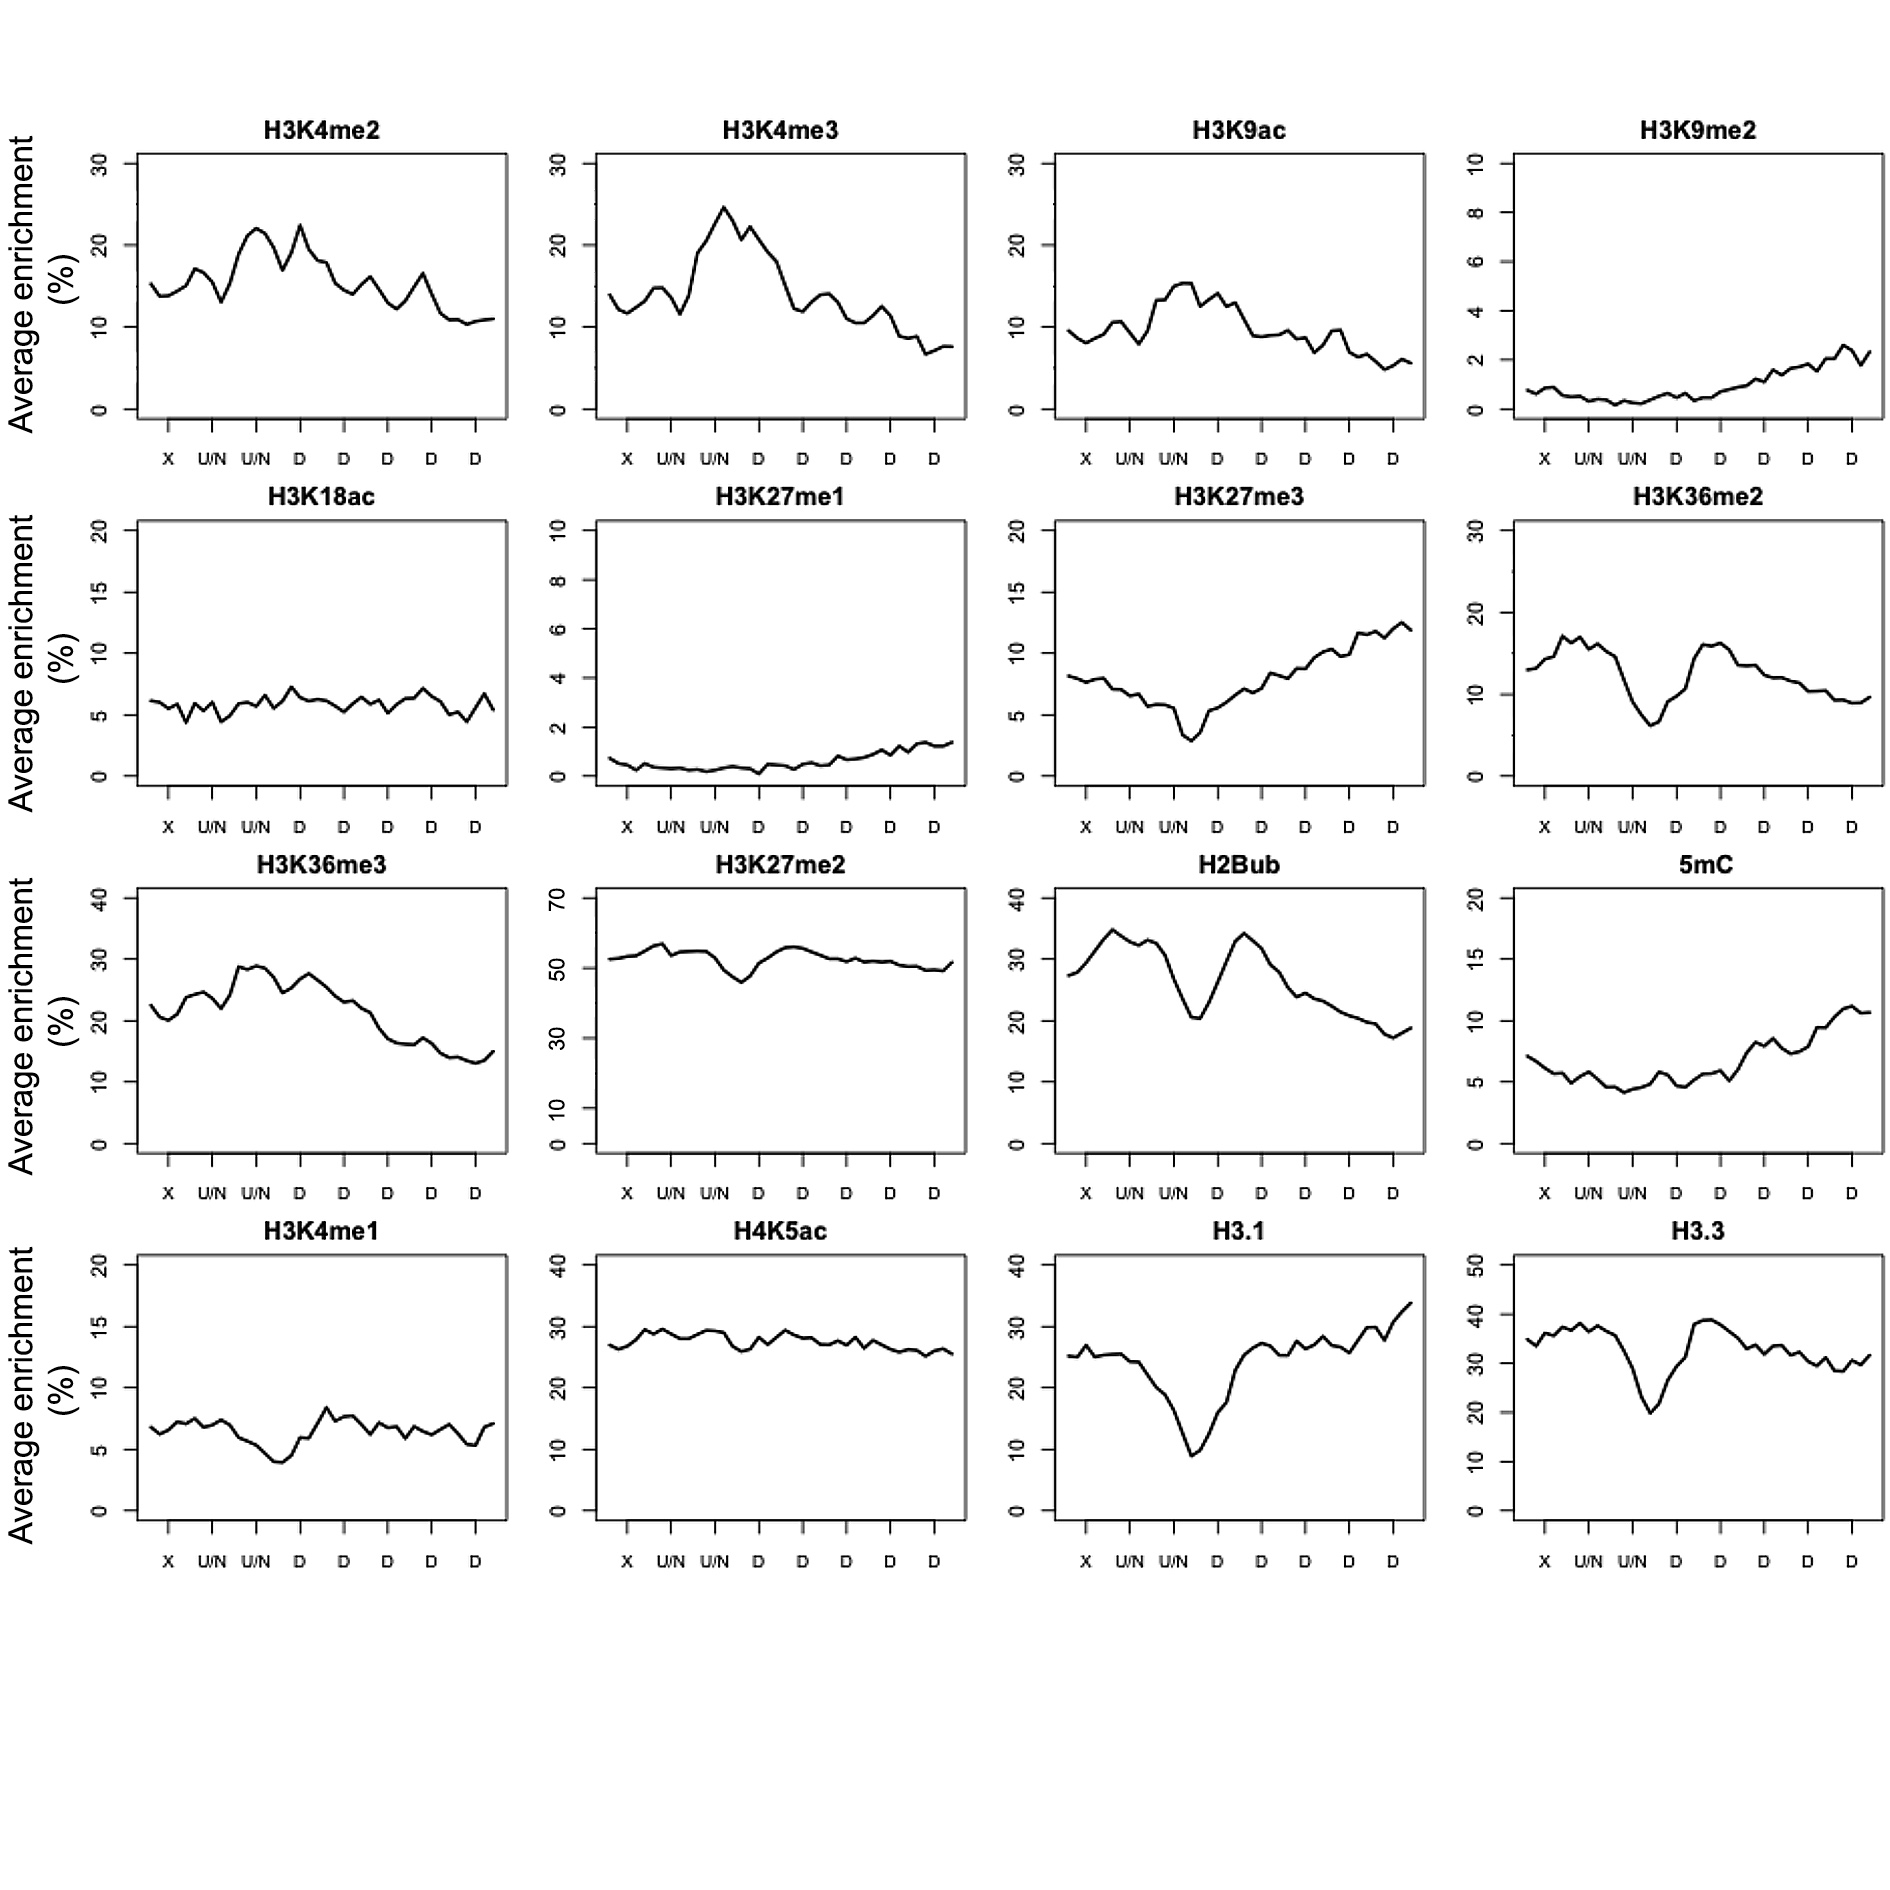 H3K4me2 H3K4me3 H3K9ac H3K9me2
Average enrichment
(%)
30 30 30 10
20 20 20 8
10 10 10 6
0 0 0 4
2
0
X U/N U/N D D D D D X U/N U/N D D D D D X U/N U/N D D D D D X U/N U/N D D D D D
H3K18ac H3K27me1 H3K27me3 H3K36me2
Average enrichment
(%)
20 10 20 30
15 8 15 20
10 6 10 10
5 4 5 0
0 2 0
0
X U/N U/N D D D D D X U/N U/N D D D D D X U/N U/N D D D D D X U/N U/N D D D D D
H3K36me3 H3K27me2 H2Bub 5mC
Average enrichment
(%)
40 70 40 20
30 50 30 15
20 30 20 10
10 10 10 5
0 0 0 0
X U/N U/N D D D D D X U/N U/N D D D D D X U/N U/N D D D D D X U/N U/N D D D D D
H3K4me1 H4K5ac H3.1 H3.3
Average enrichment
(%)
20 40 40 50
15 30 30 40
10 20 20 30
5 10 10 20
0 0 0 10
0
X U/N U/N D D D D D X U/N U/N D D D D D X U/N U/N D D D D D X U/N U/N D D D D D